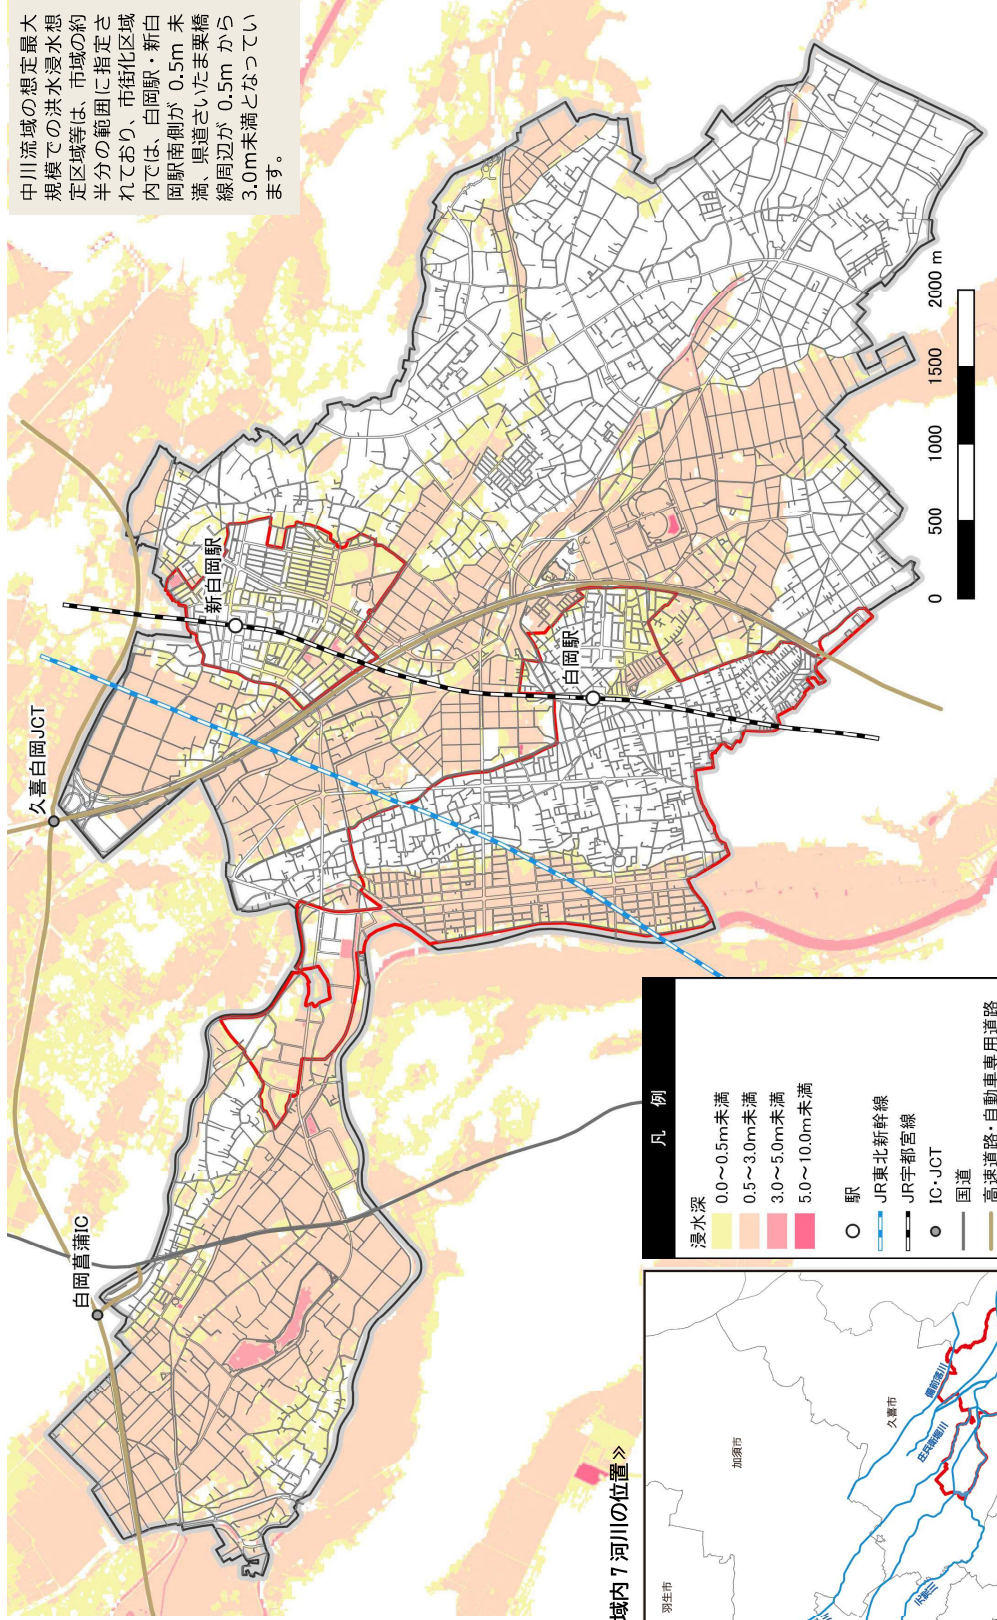 中川流域の想定最大
規模での洪水浸水想
定区域等は、市域の約
半分の範囲に指定さ
れており、市街化区域
内では、白岡駅・新白
岡駅南側が 0.5m 未
満、県道さいたま栗橋
線周辺が 0.5m から
3.0m未満となってい
ます。
久喜白岡JCT
新白岡駅
白岡駅
白岡菖蒲IC
0 500 1000 1500 2000 m
凡 例
浸水深
0.0～0.5m未満
0.5～3.0m未満
3.0～5.0m未満
5.0～10.0m未満
駅
JR東北新幹線
JR宇都宮線
IC・JCT
国道
高速道路・自動車専用道路
域内7河川の位置≫
羽生市
加須市
久喜市
備前堀川
庄兵衛堀川